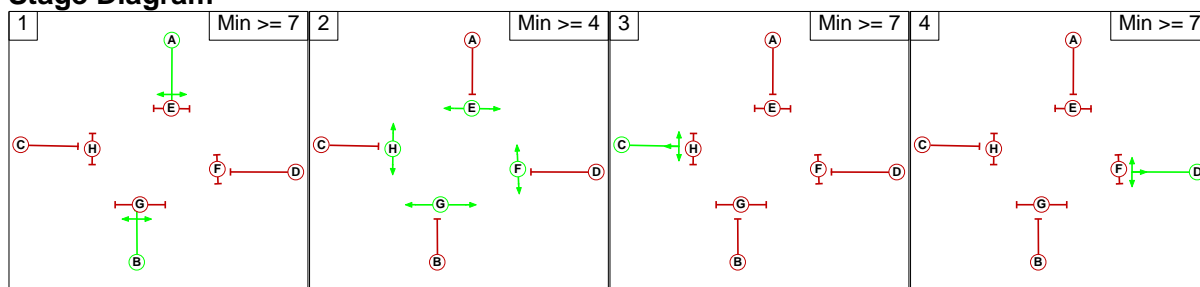 Stage Diagram
1 Min >= 7 2 Min >= 4 3 Min >= 7 4 Min >= 7
A A A A
E E E E
C H C H C H C H
F D F D F D F D
G G G G
B B B B